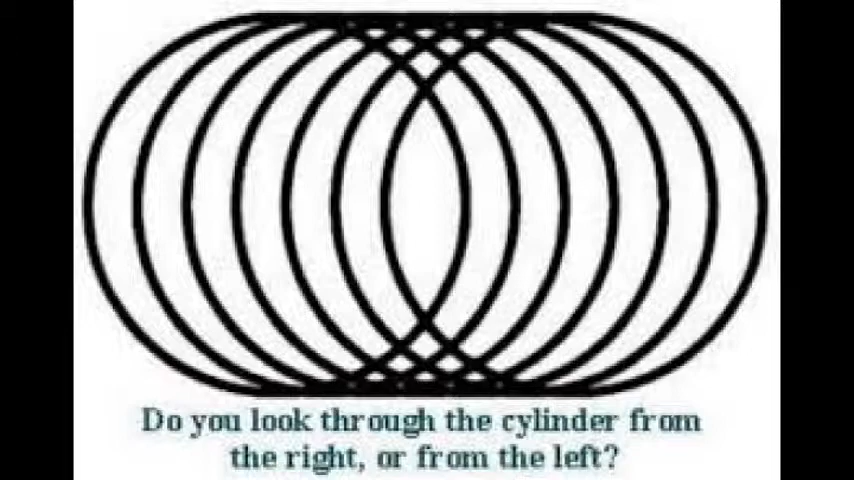 Do you look through the cylinder from
the right, or from the left?